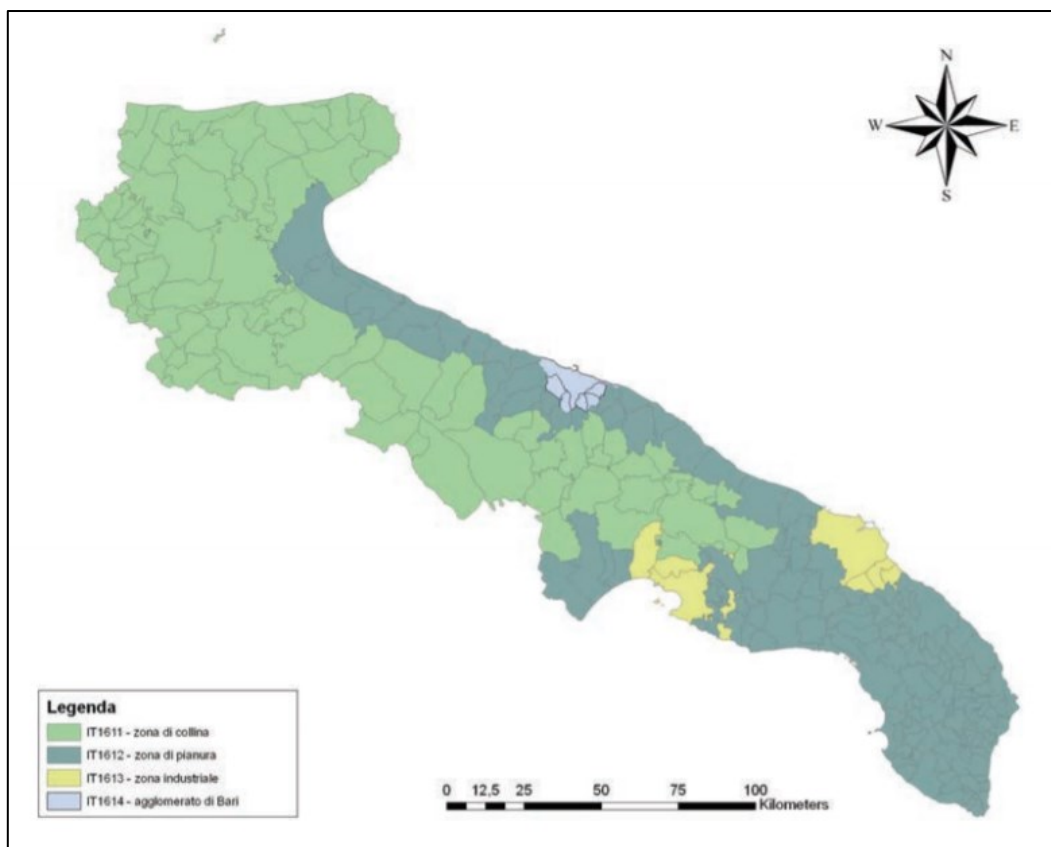 N
W E
S
Legenda
IT1611 - zona di collina
IT1612 - zona di pianura
IT1613 - zona industriale
IT1614 - agglomerato di Bari
0 12,5 25 50 75 100
Kilometers